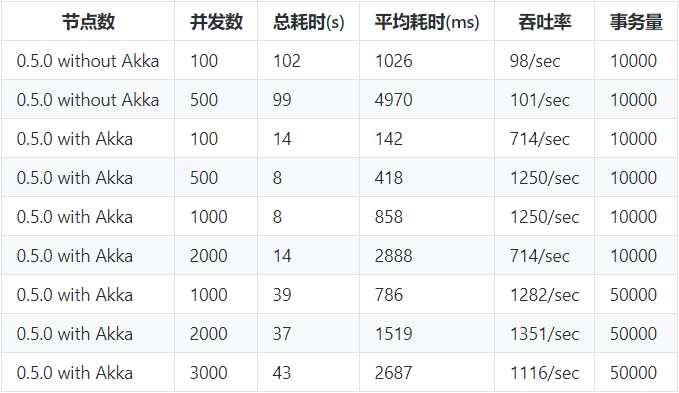 节点数 并发数 总耗时(s) 平均耗时(ms) 吞吐率 事务量
0.5.0 without Akka 100 102 1026 98/sec 10000
0.5.0 without Akka 500 99 4970 101/sec 10000
0.5.0 with Akka 100 14 142 714/sec 10000
0.5.0 with Akka 500 8 418 1250/sec 10000
0.5.0 with Akka 1000 8 858 1250/sec 10000
0.5.0 with Akka 2000 14 2888 714/sec 10000
0.5.0 with Akka 1000 39 786 1282/sec 50000
0.5.0 with Akka 2000 37 1519 1351/sec 50000
0.5.0 with Akka 3000 43 2687 1116/sec 50000